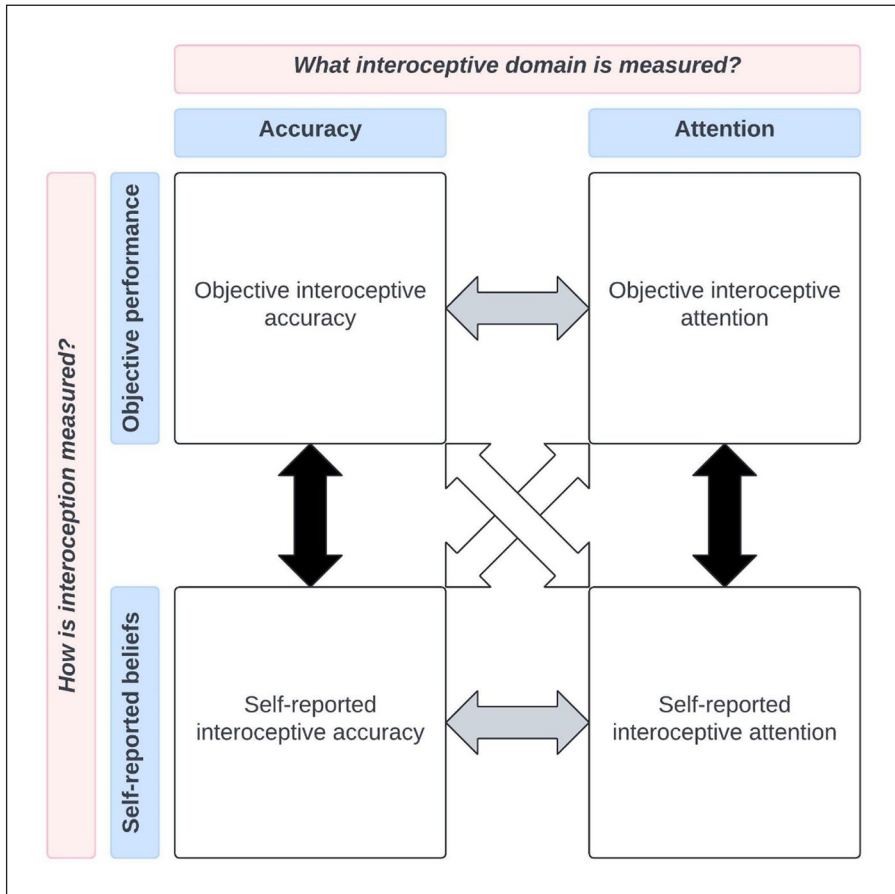 What interoceptive domain is measured?
Accuracy
Attention
How is interoception measured?
Objective performance
Objective interoceptive
accuracy
Objective interoceptive
attention
Self-reported beliefs
Self-reported
interoceptive accuracy
Self-reported
interoceptive attention